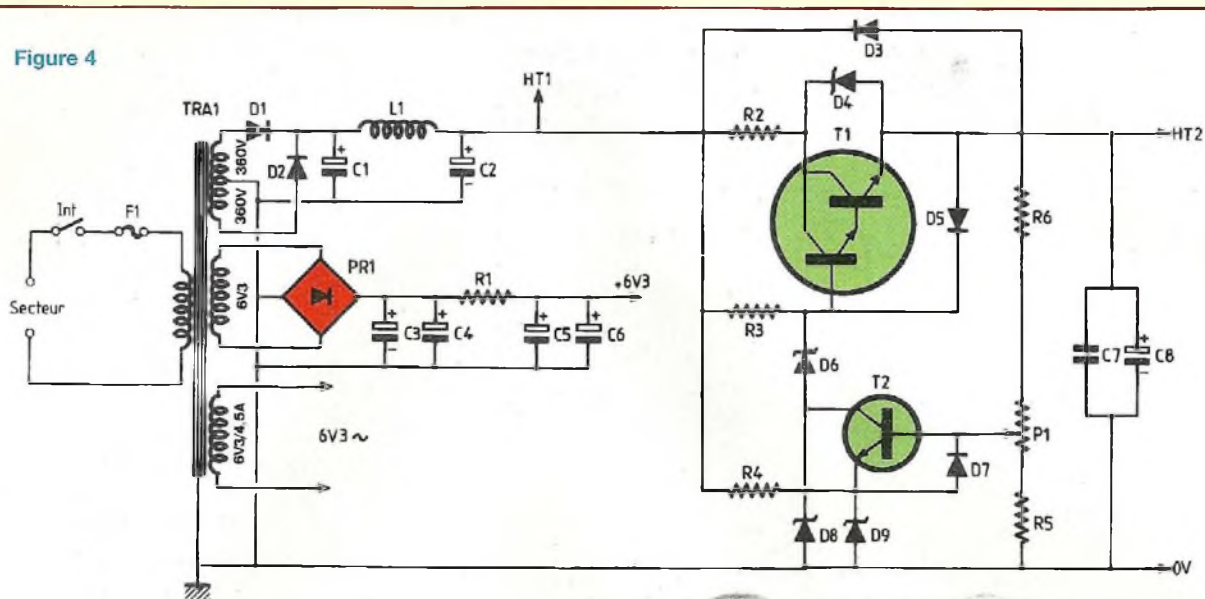 Figure 4
TRA1
D1
L1
HT1
D3
D4
R2
T1
HT2
360V
360V
D2
C1
C2
Int
F1
D5
R6
PR1
R1
+6V3
6V3
Secteur
C3
C4
C5
C6
R3
D6
T2
C7
C8
P1
6V3/4,5A
6V3~
R4
D7
D8
D9
R5
0V